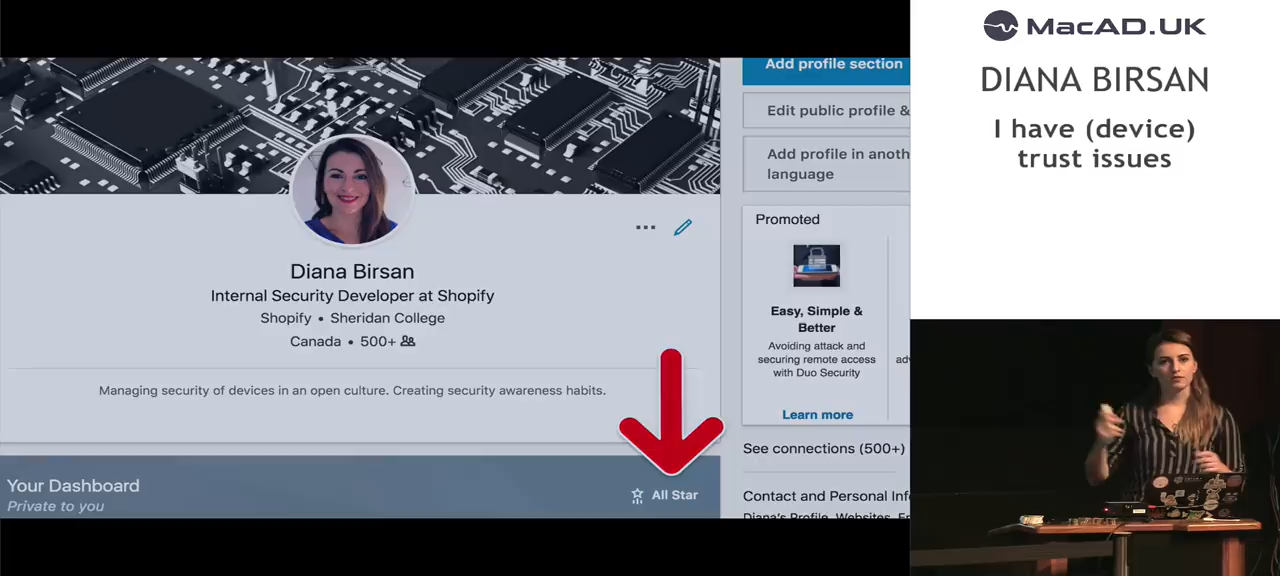 MacAD.UK
DIANA BIRSAN
I have (device)
trust issues
Add profile section
Edit public profile &
Add profile in anoth
language
Promoted
Easy, Simple &
Better
Avoiding attack and
securing remote access
with Duo Security
Learn more
See connections (500+)
Contact and Personal Inf
Diana's Profile, Websites,
Diana Birsan
Internal Security Developer at Shopify
Shopify • Sheridan College
Canada • 500+
Managing security of devices in an open culture. Creating security awareness habits.
Your Dashboard
Private to you
All Star